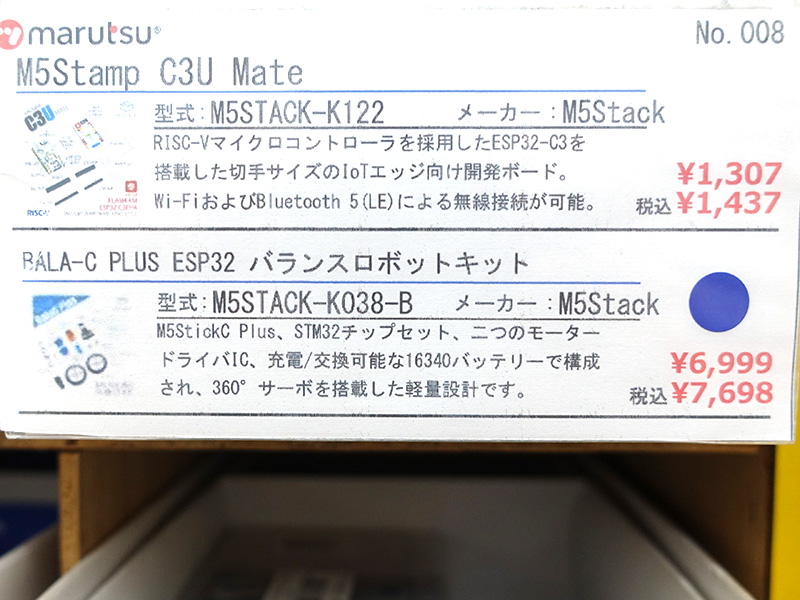 marutsu®
No. 008
M5Stamp C3U Mate
C3U
RISC-V
型式：M5STACK-K122 メーカー：M5Stack
RISC-Vマイクロコントローラを採用したESP32-C3を
搭載した切手サイズのIoTエッジ向け開発ボード。
Wi-FiおよびBluetooth 5(LE)による無線接続が可能。
¥1,307
税込¥1,437
BALA-C PLUS ESP32 バランスロボットキット
型式：M5STACK-K038-B メーカー：M5Stack
M5StickC Plus、STM32チップセット、二つのモーター
ドライバIC、充電/交換可能な16340バッテリーで構成
され、360°サーボを搭載した軽量設計です。
¥6,999
税込¥7,698